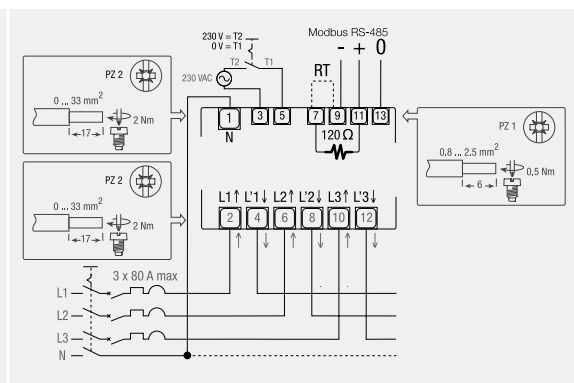 230 V = T2
0 V = T1
Modbus RS-485
- + 0
T2 T1
RT
230 VAC
PZ 2
0 ... 33 mm²
2 Nm
17
1 3 5 7 9 11 13
N
120 Ω
PZ 1
0.8 ... 2.5 mm²
0,5 Nm
6
PZ 2
0 ... 33 mm²
2 Nm
17
L1↑ L'1↓ L2↑ L'2↓ L3↑ L'3↓
2 4 6 8 10 12
3 x 80 A max
L1
L2
L3
N